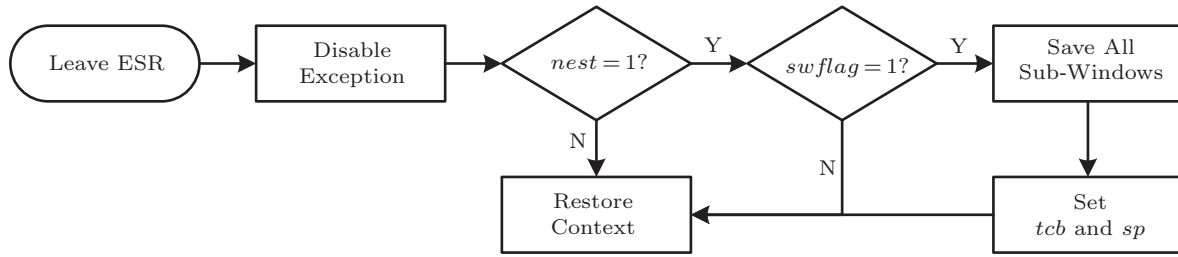 Leave ESR
Disable
Exception
nest=1?
Y
swflag=1?
Y
Save All
Sub-Windows
N
N
Restore
Context
Set
tcb and sp